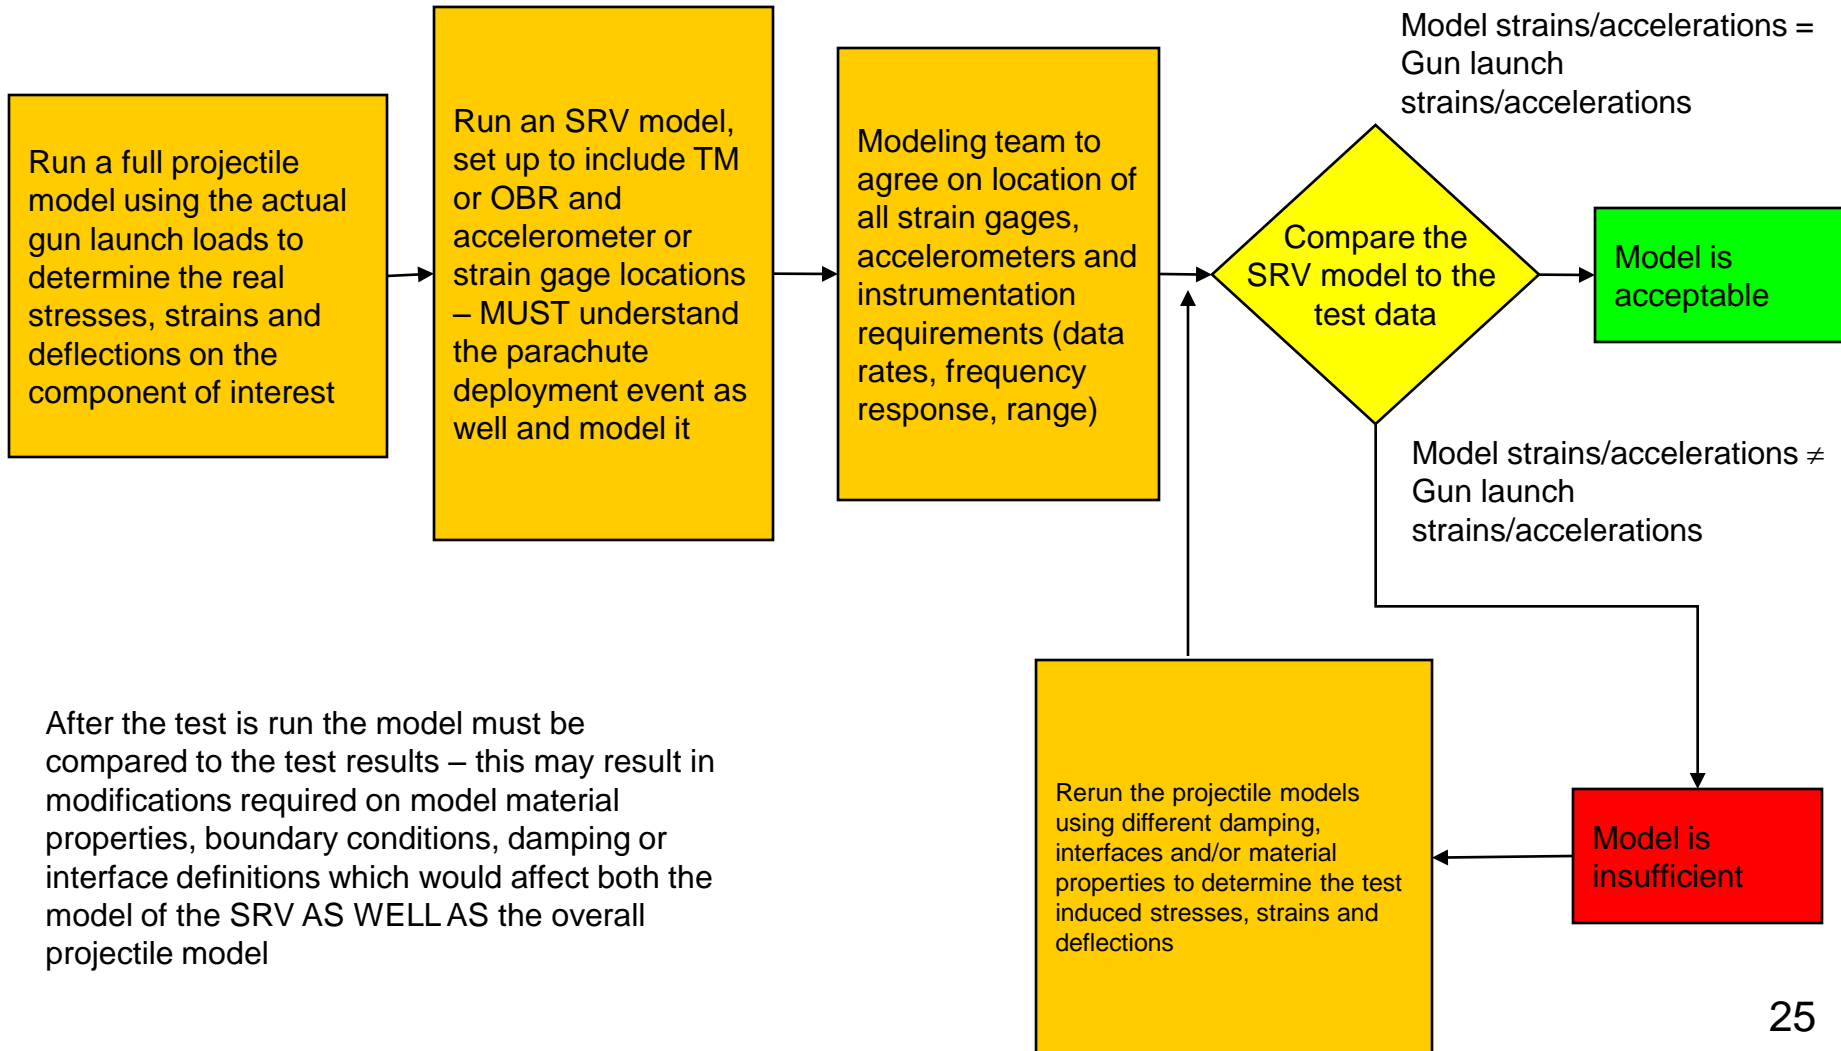 Run a full projectile
model using the actual
gun launch loads to
determine the real
stresses, strains and
deflections on the
component of interest
Run an SRV model,
set up to include TM
or OBR and
accelerometer or
strain gage locations
– MUST understand
the parachute
deployment event as
well and model it
Modeling team to
agree on location of
all strain gages,
accelerometers and
instrumentation
requirements (data
rates, frequency
response, range)
Model strains/accelerations =
Gun launch
strains/accelerations
Compare the
SRV model to the
test data
Model is
acceptable
Model strains/accelerations ≠
Gun launch
strains/accelerations
Model is
insufficient
Rerun the projectile models
using different damping,
interfaces and/or material
properties to determine the test
induced stresses, strains and
deflections
After the test is run the model must be
compared to the test results – this may result in
modifications required on model material
properties, boundary conditions, damping or
interface definitions which would affect both the
model of the SRV AS WELL AS the overall
projectile model
25